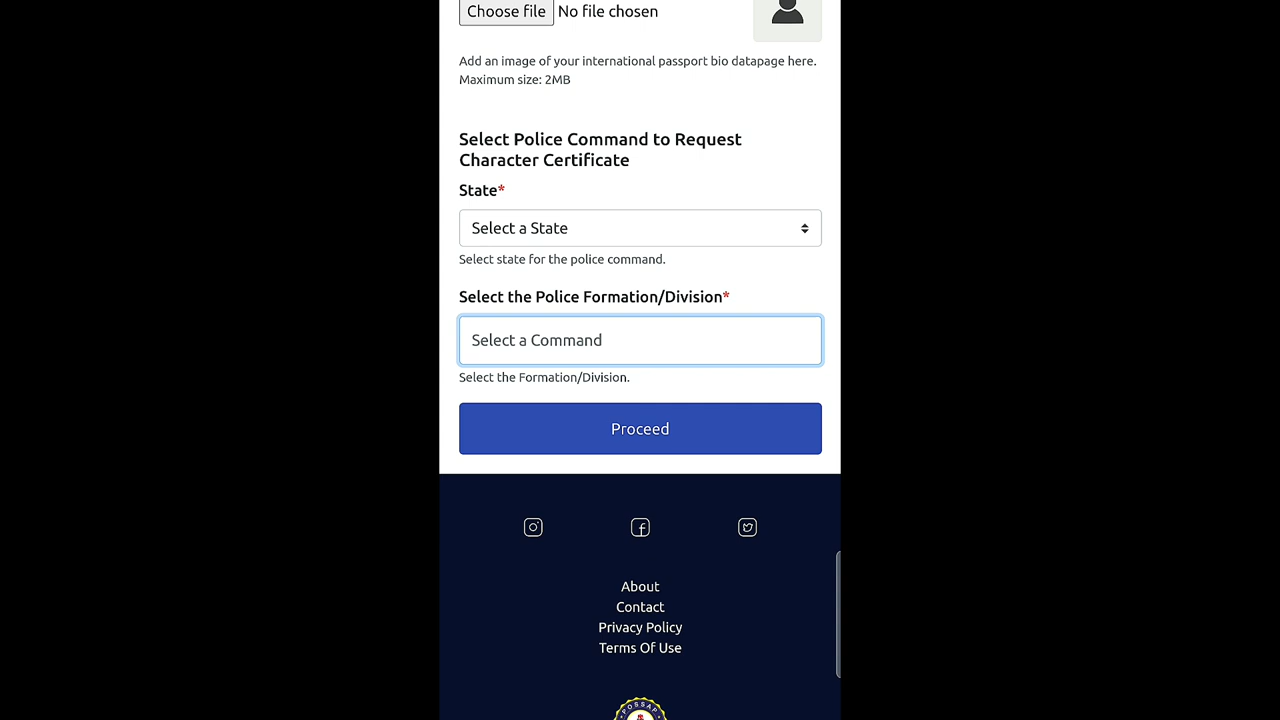 Choose file No file chosen
Add an image of your international passport bio datapage here.
Maximum size: 2MB
Select Police Command to Request
Character Certificate
State*
Select a State
Select state for the police command.
Select the Police Formation/Division*
Select a Command
Select the Formation/Division.
Proceed
About
Contact
Privacy Policy
Terms Of Use
POSSAP